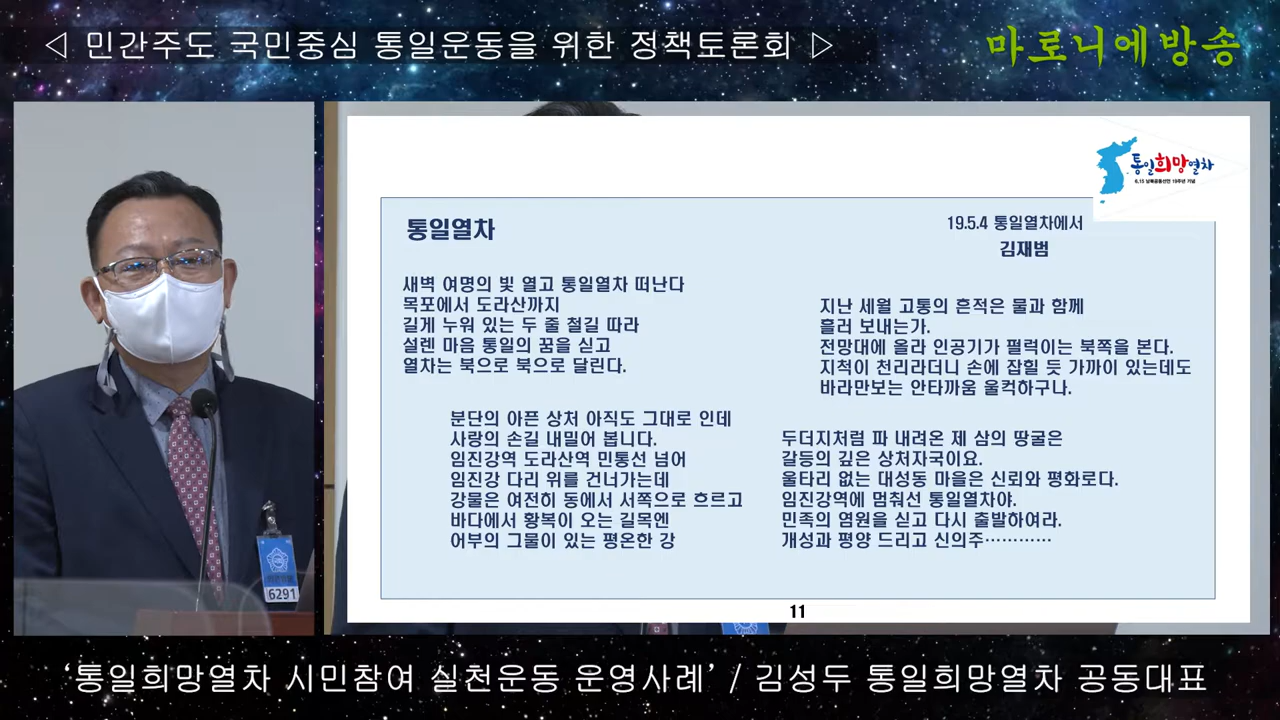 ◁ 민간주도 국민중심 통일운동을 위한 정책토론회 ▷
마로니에방송
통일희망열차
6.15 남북공동선언 19주년 기념
통일열차
19.5.4 통일열차에서
김재범
새벽 여명의 빛 열고 통일열차 떠난다
목포에서 도라산까지
길게 누워 있는 두 줄 철길 따라
설렌 마음 통일의 꿈을 싣고
열차는 북으로 북으로 달린다.
분단의 아픈 상처 아직도 그대로 인데
사랑의 손길 내밀어 봅니다.
임진강역 도라산역 민통선 넘어
임진강 다리 위를 건너가는데
강물은 여전히 동에서 서쪽으로 흐르고
바다에서 황복이 오는 길목엔
어부의 그물이 있는 평온한 강
지난 세월 고통의 흔적은 물과 함께
흘러 보내는가.
전망대에 올라 인공기가 펄럭이는 북쪽을 본다.
지척이 천리라더니 손에 잡힐 듯 가까이 있는데도
바라만보는 안타까움 울컥하구나.
두더지처럼 파 내려온 제 삼의 땅굴은
갈등의 깊은 상처자국이요.
울타리 없는 대성동 마을은 신뢰와 평화로다.
임진강역에 멈춰선 통일열차야.
민족의 염원을 싣고 다시 출발하여라.
개성과 평양 드리고 신의주…………
11
6291
‘통일희망열차 시민참여 실천운동 운영사례’ / 김성두 통일희망열차 공동대표